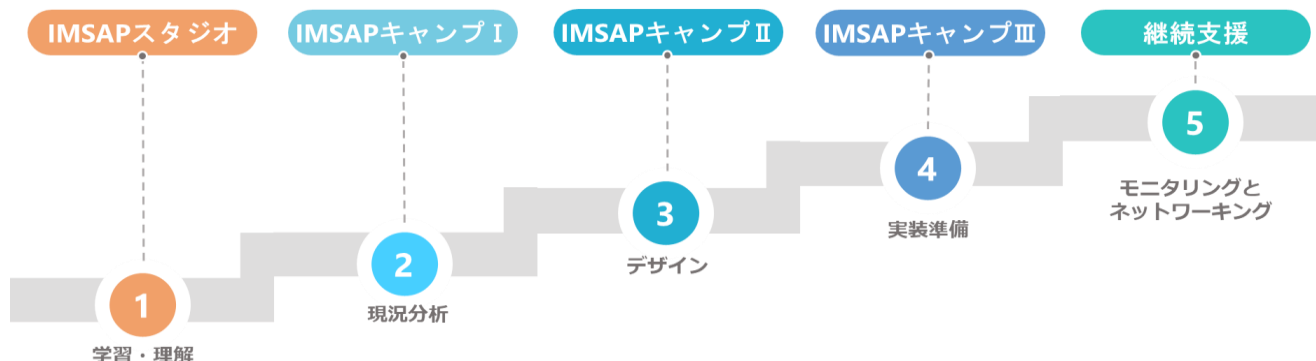 IMSAPスタジオ
IMSAPキャンプⅠ
IMSAPキャンプⅡ
IMSAPキャンプⅢ
継続支援
1
学習・理解
2
現況分析
3
デザイン
4
実装準備
5
モニタリングと
ネットワーキング